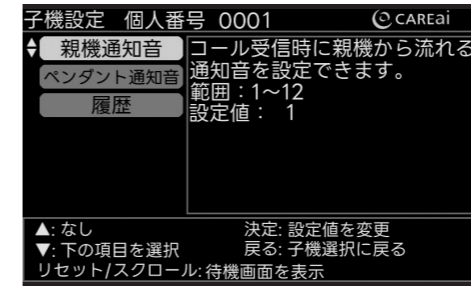 子機設定 個人番号 0001 CAREai
親機通知音
ペンダント通知音
履歴
コール受信時に親機から流れる
通知音を設定できます。
範囲：1～12
設定値： 1
▲: なし 決定: 設定値を変更
▼: 下の項目を選択 戻る: 子機選択に戻る
リセット/スクロール: 待機画面を表示